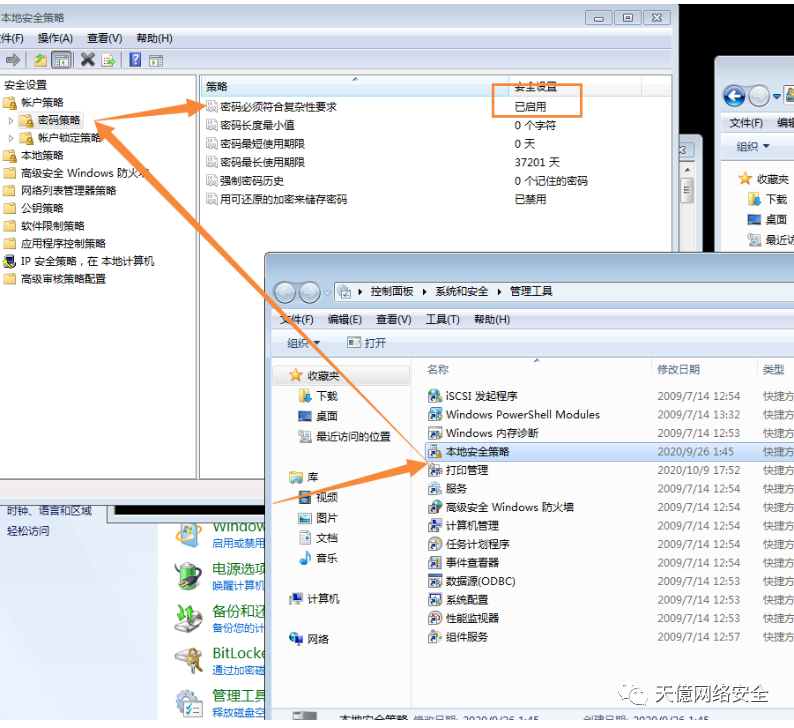 本地安全策略
件(F) 操作(A) 查看(V) 帮助(H)
安全设置
帐户策略
密码策略
帐户锁定策略
本地策略
高级安全 Windows 防火
网络列表管理器策略
公钥策略
软件限制策略
应用程序控制策略
IP 安全策略，在 本地计算机
高级审核策略配置
策略 安全设置
密码必须符合复杂性要求 已启用
密码长度最小值 0 个字符
密码最短使用期限 0 天
密码最长使用期限 37201 天
强制密码历史 0 个记住的密码
用可还原的加密来储存密码 已禁用
文件(F) 编辑
组织
收藏夹
下载
桌面
最近访
控制面板 系统和安全 管理工具
文件(F) 编辑(E) 查看(V) 工具(T) 帮助(H)
组织 打开
收藏夹
下载
桌面
最近访问的位置
库
视频
图片
文档
音乐
计算机
网络
名称 修改日期 类型
iSCSI 发起程序 2009/7/14 12:54 快捷方
Windows PowerShell Modules 2009/7/14 13:32 快捷方
Windows 内存诊断 2009/7/14 12:53 快捷方
本地安全策略 2020/9/26 1:45 快捷方
打印管理 2020/10/9 17:52 快捷方
服务 2009/7/14 12:54 快捷方
高级安全 Windows 防火墙 2009/7/14 12:54 快捷方
计算机管理 2009/7/14 12:54 快捷方
任务计划程序 2009/7/14 12:54 快捷方
事件查看器 2009/7/14 12:54 快捷方
数据源(ODBC) 2009/7/14 12:53 快捷方
系统配置 2009/7/14 12:53 快捷方
性能监视器 2009/7/14 12:53 快捷方
组件服务 2009/7/14 12:57 快捷方
时钟、语言和区域
轻松访问
Window
启用或禁用
电源选项
唤醒计算机
备份和还
备份您的计
BitLocke
通过加密磁
管理工具
释放磁盘空
本地安全策略 修改日期: 2020/9/26 1:45 创建日期: 2020/9/26 1:45
天億网络安全